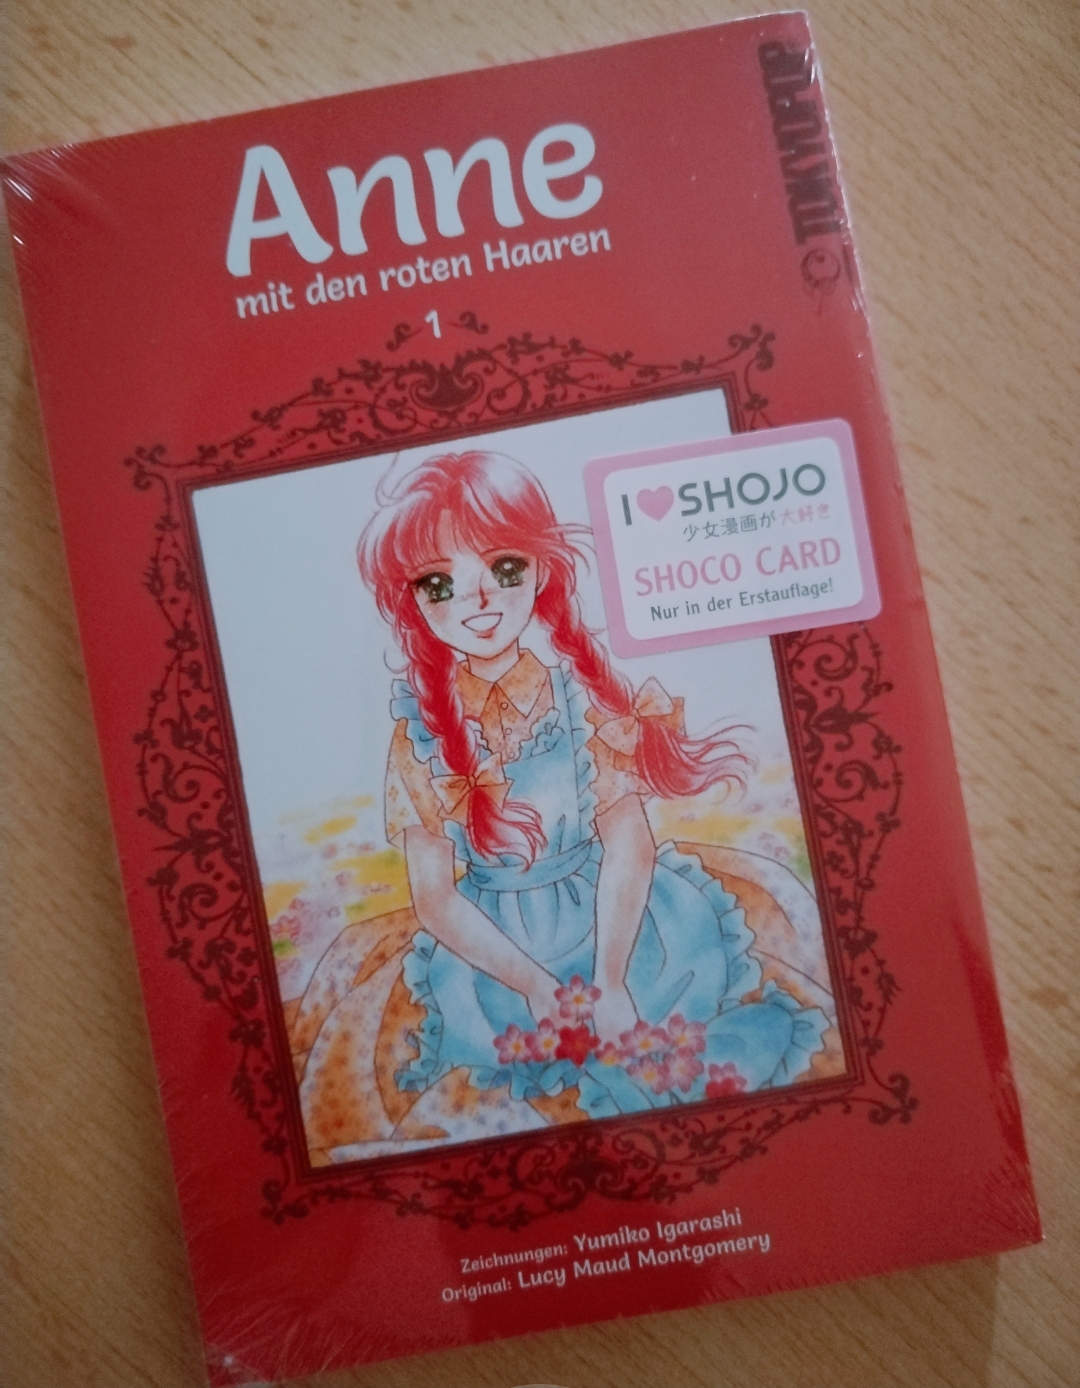 Anne
mit den roten Haaren
1
TOKYOPOP
I ♥ SHOJO
少女漫画が大好き
SHOCO CARD
Nur in der Erstauflage!
Zeichnungen: Yumiko Igarashi
Original: Lucy Maud Montgomery